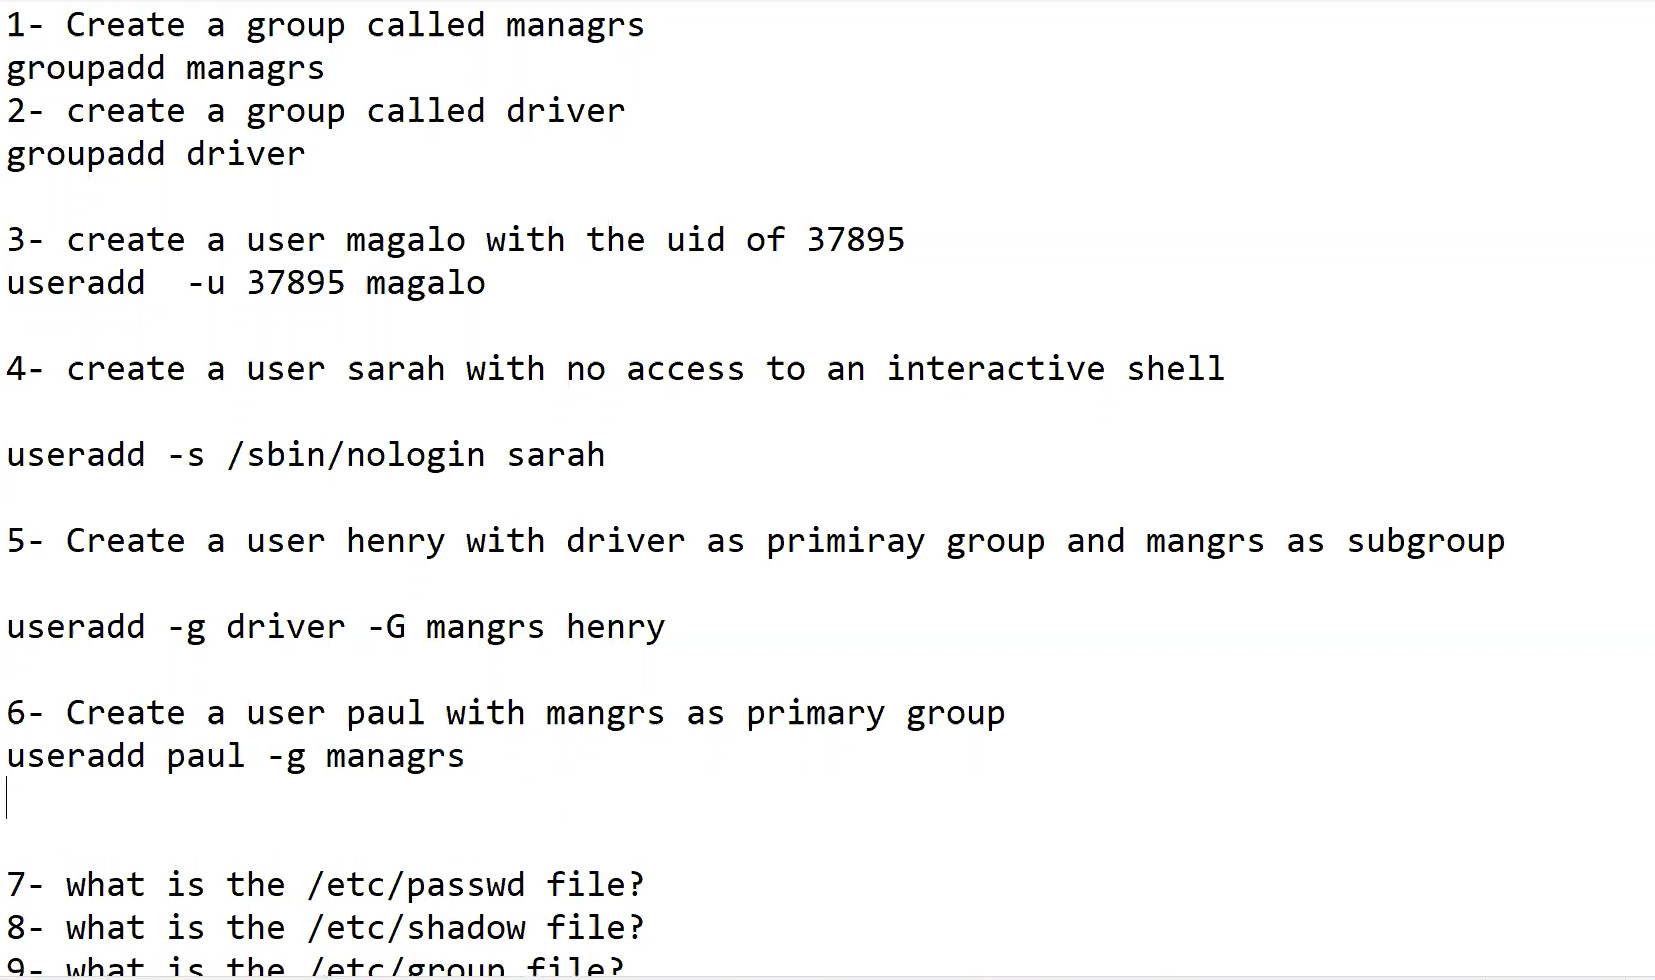 1- Create a group called managrs
groupadd managrs
2- create a group called driver
groupadd driver
3- create a user magalo with the uid of 37895
useradd  -u 37895 magalo
4- create a user sarah with no access to an interactive shell
useradd -s /sbin/nologin sarah
5- Create a user henry with driver as primiray group and mangrs as subgroup
useradd -g driver -G mangrs henry
6- Create a user paul with mangrs as primary group
useradd paul -g managrs
7- what is the /etc/passwd file?
8- what is the /etc/shadow file?
9- what is the /etc/group file?